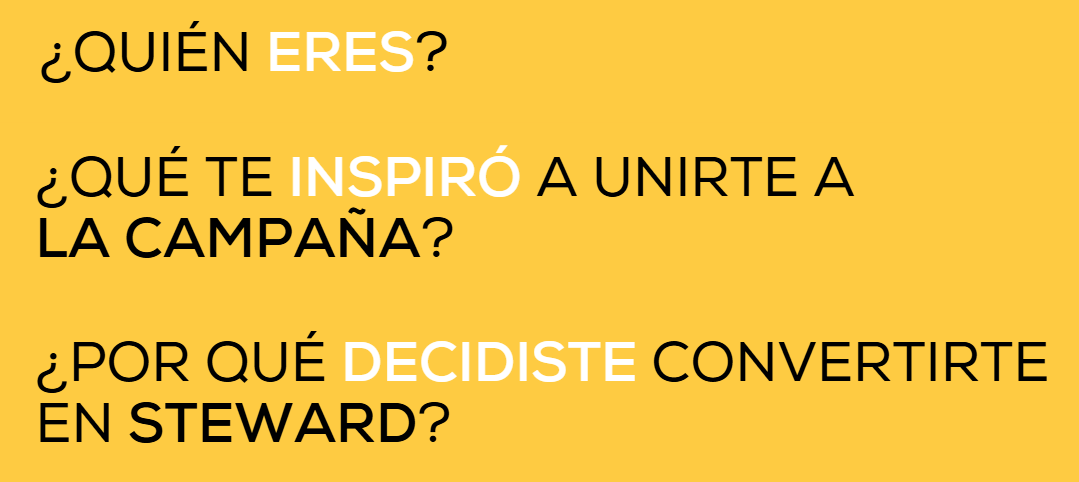 ¿QUIÉN ERES?
¿QUÉ TE INSPIRÓ A UNIRTE A
LA CAMPAÑA?
¿POR QUÉ DECIDISTE CONVERTIRTE
EN STEWARD?